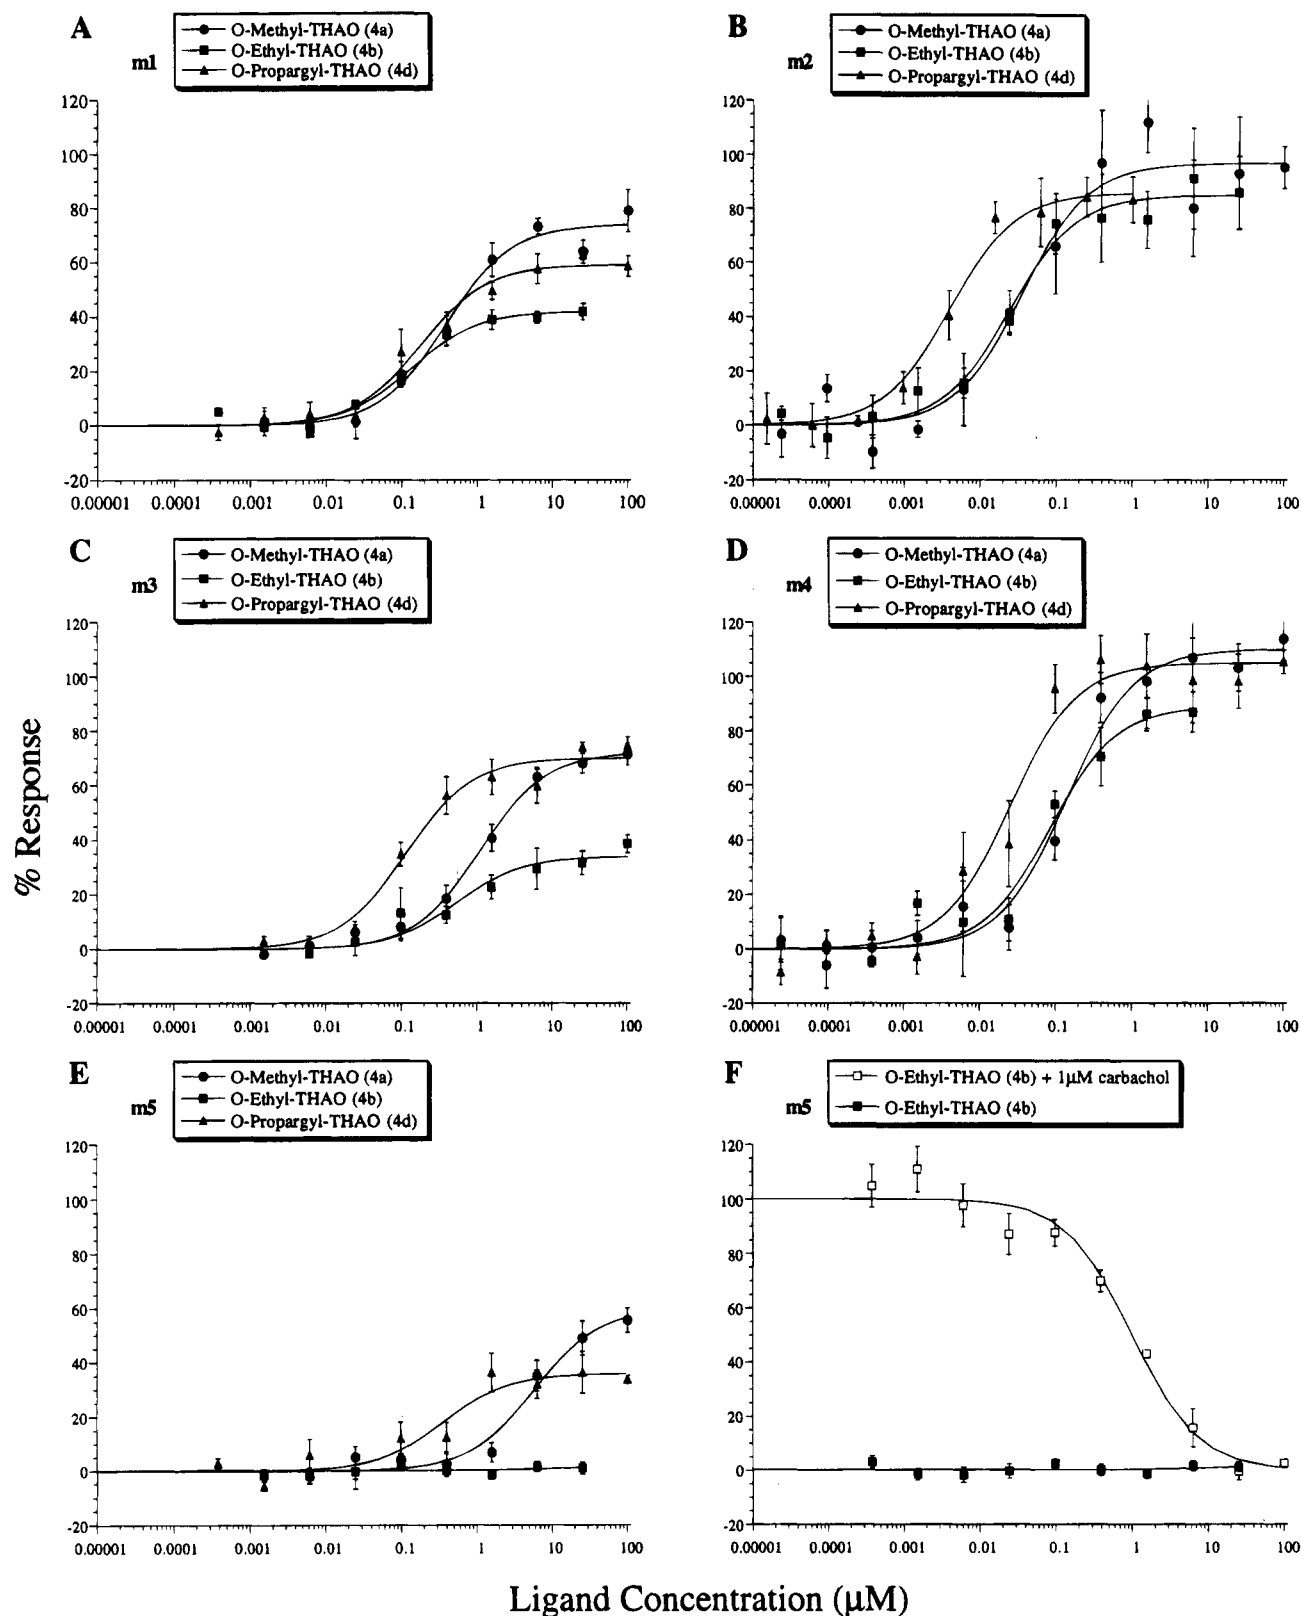 A
m1
O-Methyl-THAO (4a)
O-Ethyl-THAO (4b)
O-Propargyl-THAO (4d)
120
100
80
60
40
20
0
-20
0.00001 0.0001 0.001 0.01 0.1 1 10 100
B
m2
O-Methyl-THAO (4a)
O-Ethyl-THAO (4b)
O-Propargyl-THAO (4d)
120
100
80
60
40
20
0
-20
0.00001 0.0001 0.001 0.01 0.1 1 10 100
C
m3
O-Methyl-THAO (4a)
O-Ethyl-THAO (4b)
O-Propargyl-THAO (4d)
120
100
80
60
40
20
0
-20
0.00001 0.0001 0.001 0.01 0.1 1 10 100
D
m4
O-Methyl-THAO (4a)
O-Ethyl-THAO (4b)
O-Propargyl-THAO (4d)
120
100
80
60
40
20
0
-20
0.00001 0.0001 0.001 0.01 0.1 1 10 100
% Response
E
m5
O-Methyl-THAO (4a)
O-Ethyl-THAO (4b)
O-Propargyl-THAO (4d)
120
100
80
60
40
20
0
-20
0.00001 0.0001 0.001 0.01 0.1 1 10 100
F
m5
O-Ethyl-THAO (4b) + 1μM carbachol
O-Ethyl-THAO (4b)
120
100
80
60
40
20
0
-20
0.00001 0.0001 0.001 0.01 0.1 1 10 100
Ligand Concentration (μM)